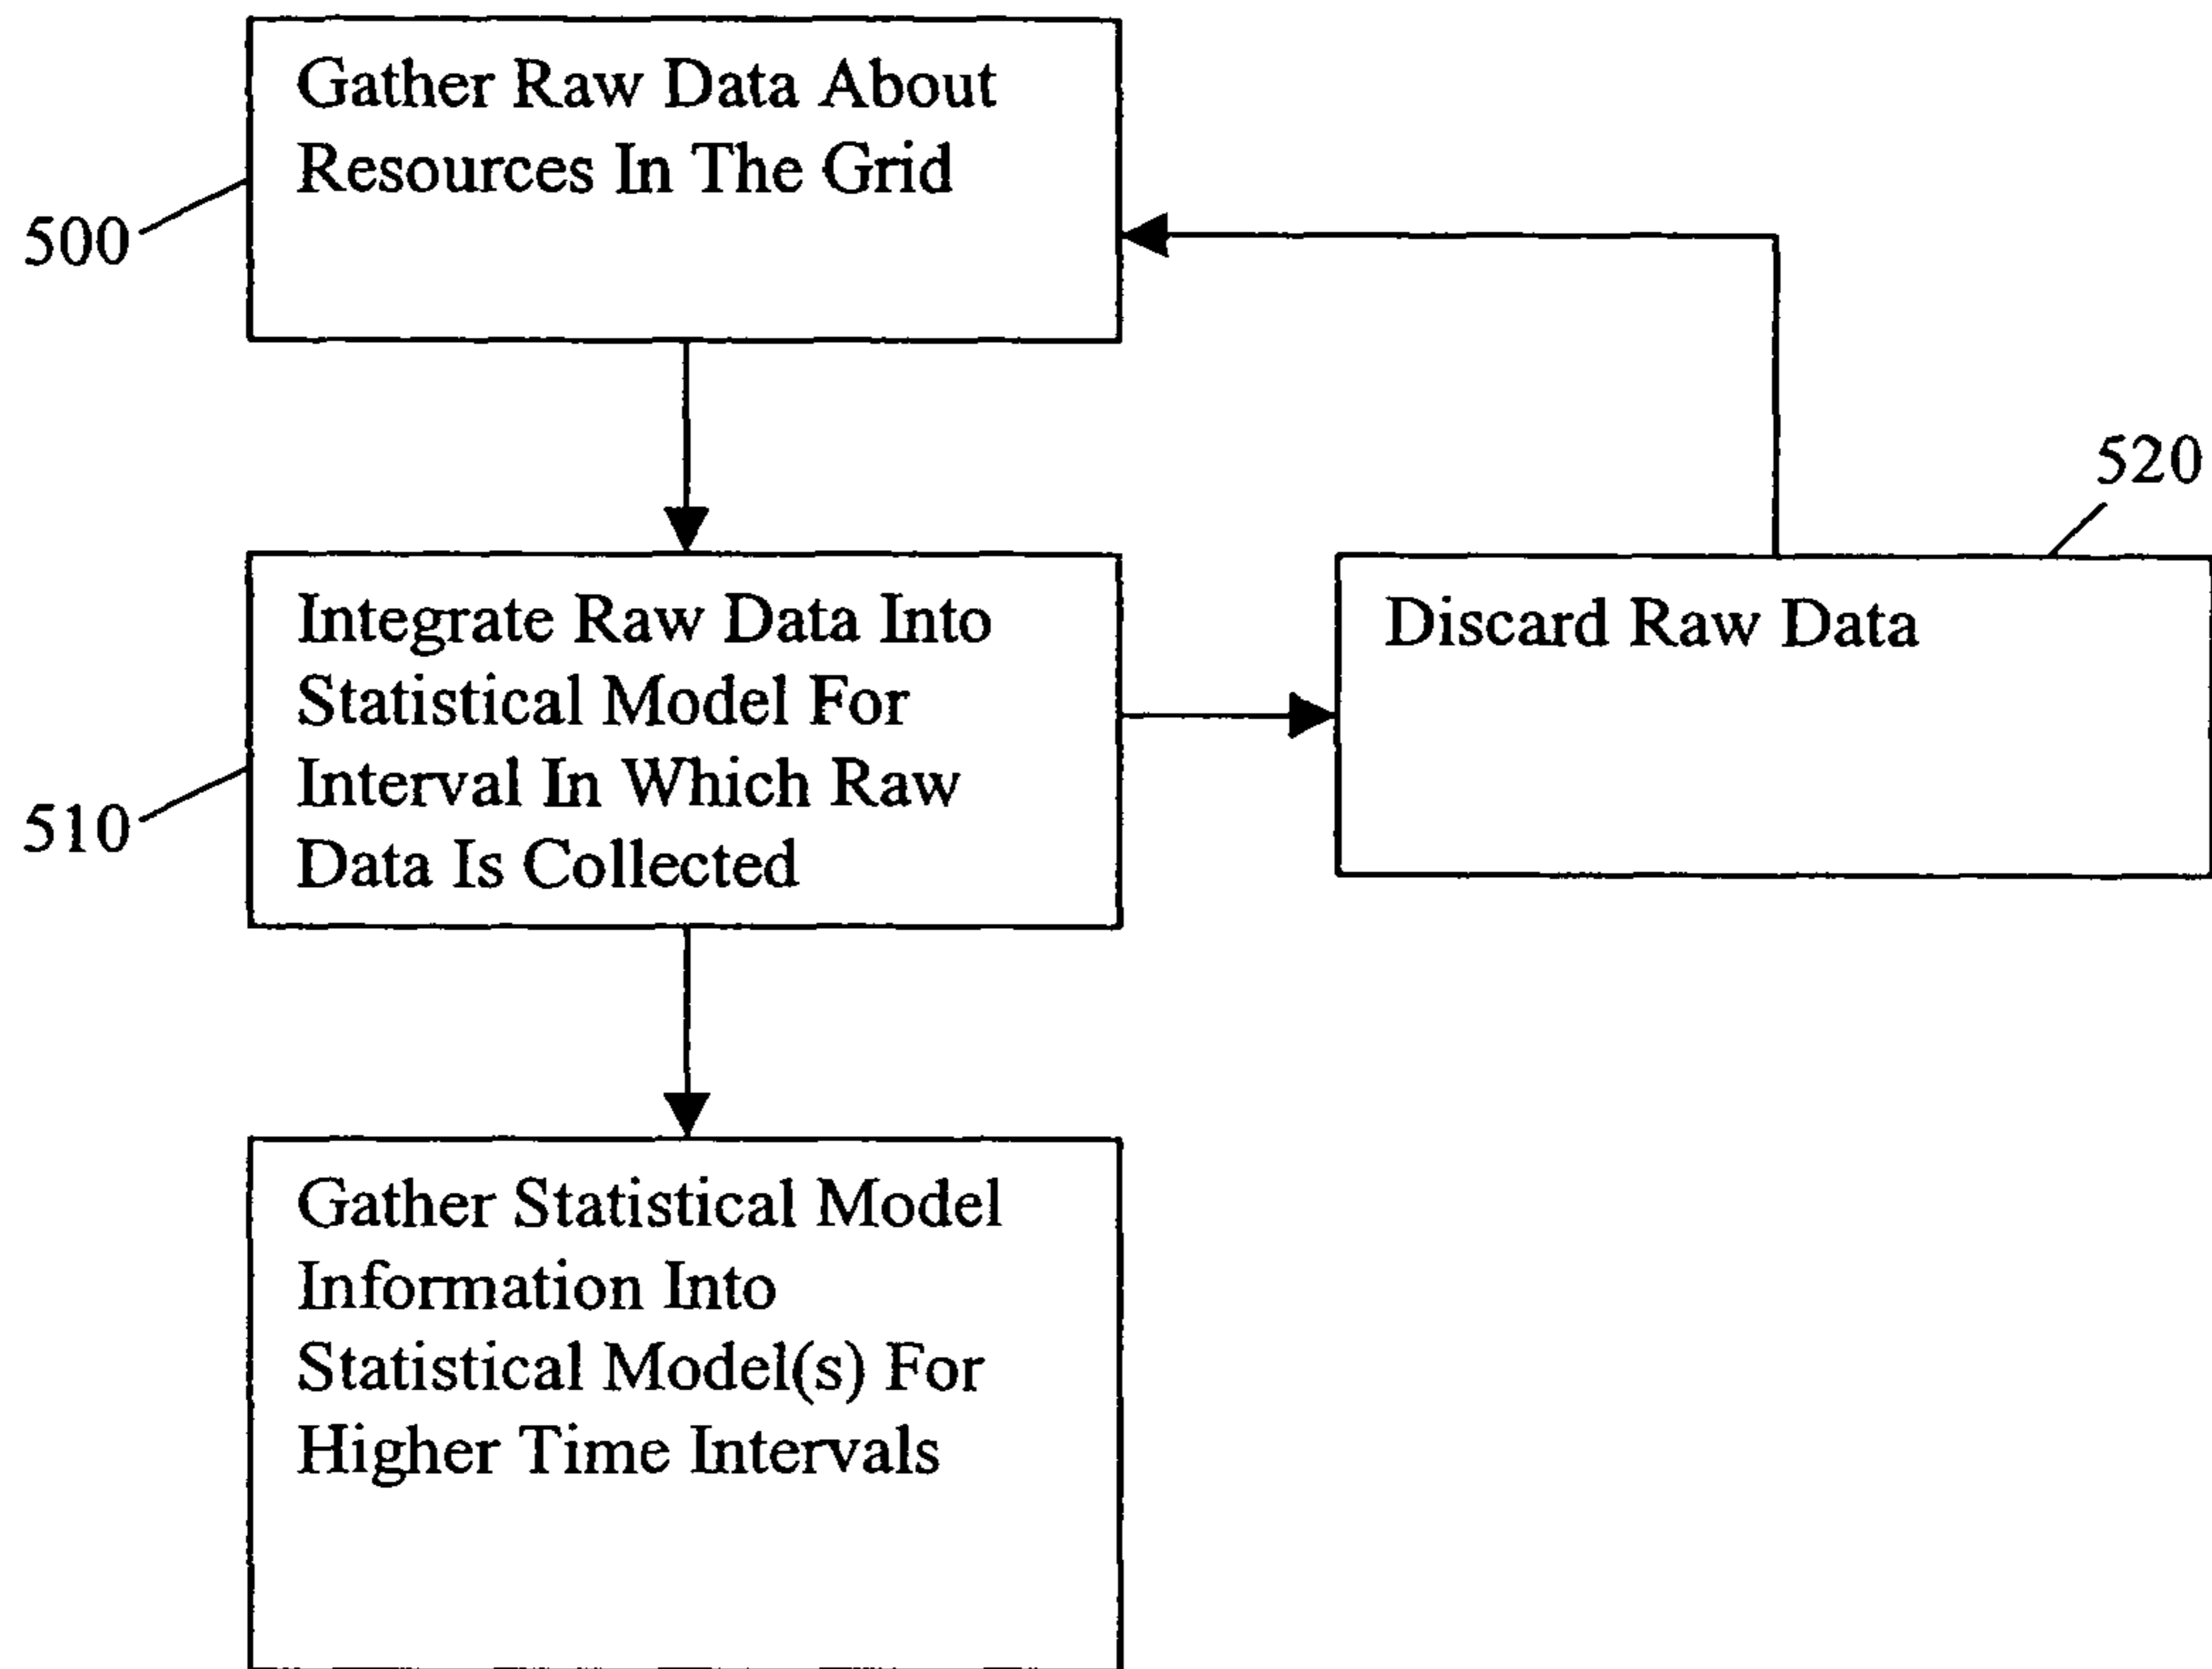 Gather Raw Data About
Resources In The Grid
500
520
Integrate Raw Data Into
Statistical Model For
Interval In Which Raw
Data Is Collected
510
Discard Raw Data
Gather Statistical Model
Information Into
Statistical Model(s) For
Higher Time Intervals